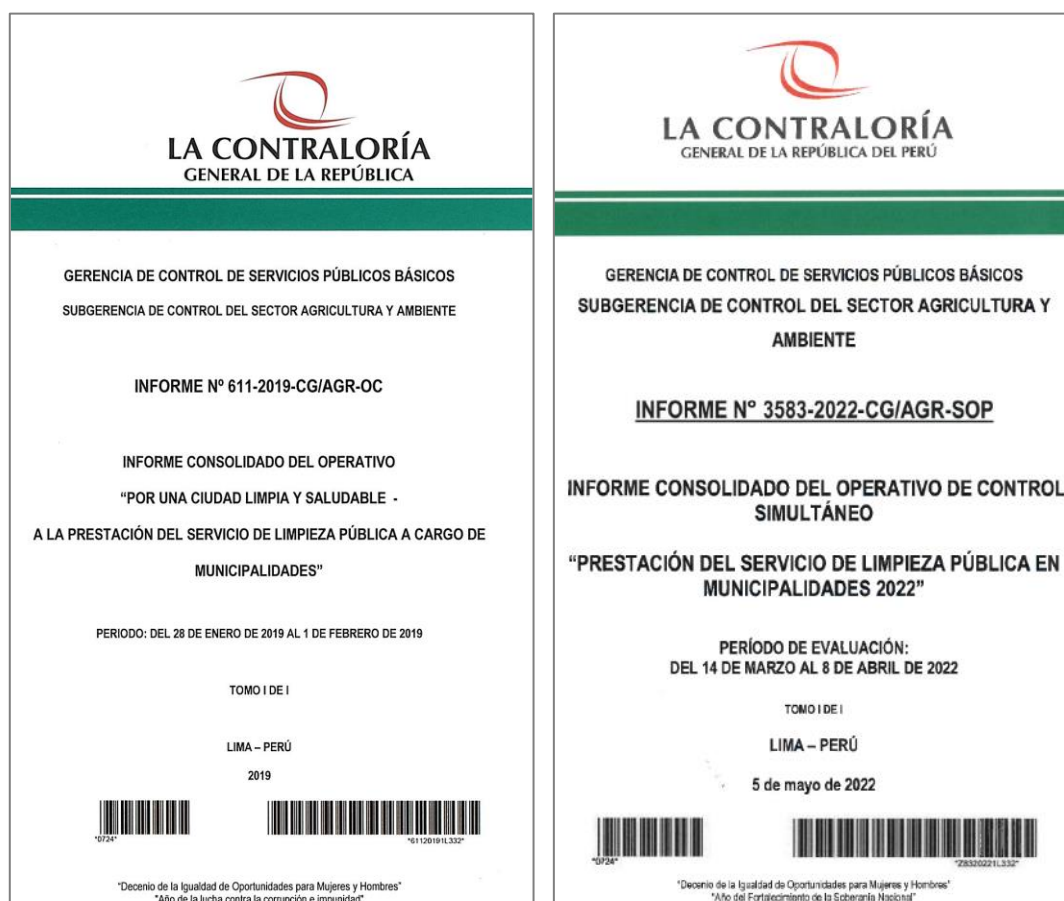 LA CONTRALORÍA
GENERAL DE LA REPÚBLICA
GERENCIA DE CONTROL DE SERVICIOS PÚBLICOS BÁSICOS
SUBGERENCIA DE CONTROL DEL SECTOR AGRICULTURA Y AMBIENTE
INFORME Nº 611-2019-CG/AGR-OC
INFORME CONSOLIDADO DEL OPERATIVO
“POR UNA CIUDAD LIMPIA Y SALUDABLE -
A LA PRESTACIÓN DEL SERVICIO DE LIMPIEZA PÚBLICA A CARGO DE
MUNICIPALIDADES”
PERIODO: DEL 28 DE ENERO DE 2019 AL 1 DE FEBRERO DE 2019
TOMO I DE I
LIMA – PERÚ
2019
*0724*
*61120191L332*
"Decenio de la Igualdad de Oportunidades para Mujeres y Hombres"
"Año de la lucha contra la corrupción e impunidad"
LA CONTRALORÍA
GENERAL DE LA REPÚBLICA DEL PERÚ
GERENCIA DE CONTROL DE SERVICIOS PÚBLICOS BÁSICOS
SUBGERENCIA DE CONTROL DEL SECTOR AGRICULTURA Y
AMBIENTE
INFORME N° 3583-2022-CG/AGR-SOP
INFORME CONSOLIDADO DEL OPERATIVO DE CONTROL
SIMULTÁNEO
“PRESTACIÓN DEL SERVICIO DE LIMPIEZA PÚBLICA EN
MUNICIPALIDADES 2022”
PERÍODO DE EVALUACIÓN:
DEL 14 DE MARZO AL 8 DE ABRIL DE 2022
TOMO I DE I
LIMA – PERÚ
5 de mayo de 2022
*0724*
"Decenio de la Igualdad de Oportunidades para Mujeres y Hombres"
"Año del Fortalecimiento de la Soberanía Nacional"